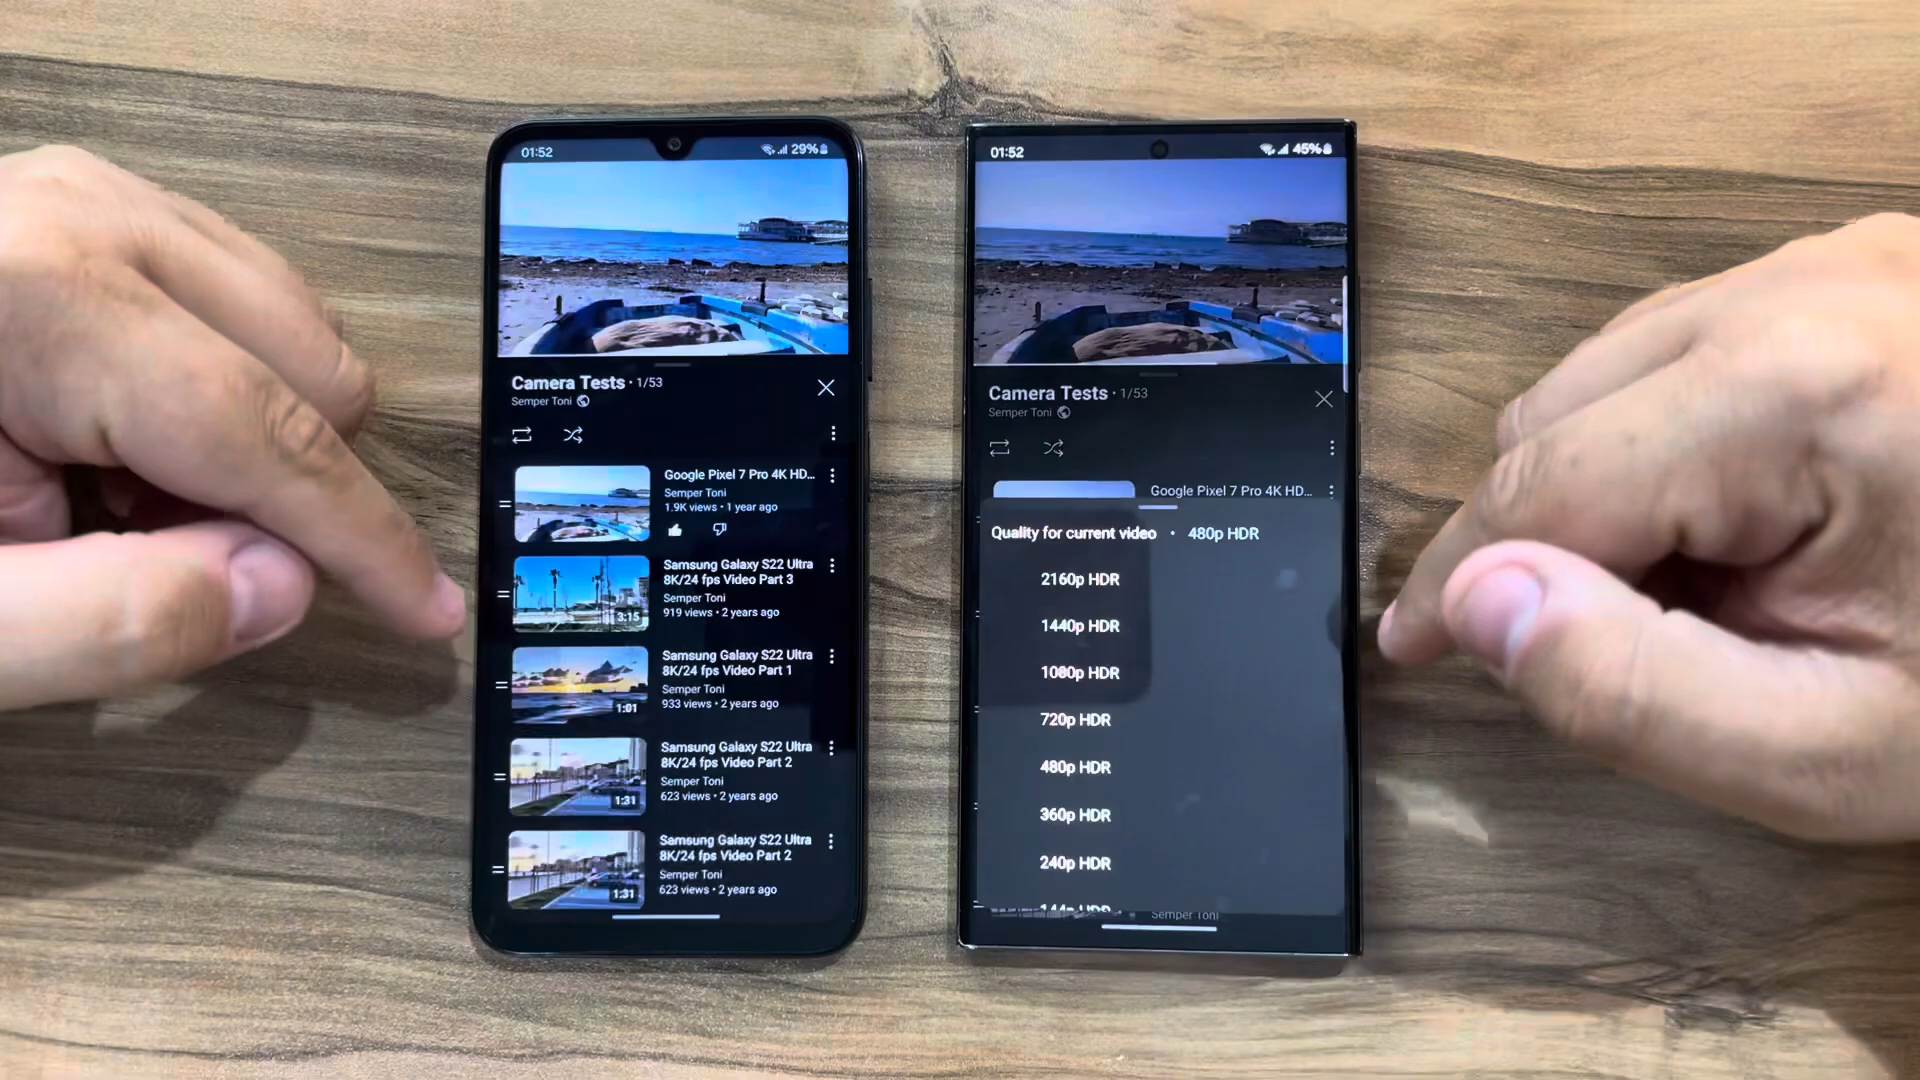 01:52
29%
Camera Tests • 1/53
Semper Toni
Google Pixel 7 Pro 4K HD...
Semper Toni
1.9K views • 1 year ago
Samsung Galaxy S22 Ultra
8K/24 fps Video Part 3
Semper Toni
919 views • 2 years ago
3:15
Samsung Galaxy S22 Ultra
8K/24 fps Video Part 1
Semper Toni
933 views • 2 years ago
1:01
Samsung Galaxy S22 Ultra
8K/24 fps Video Part 2
Semper Toni
623 views • 2 years ago
1:31
Samsung Galaxy S22 Ultra
8K/24 fps Video Part 2
Semper Toni
623 views • 2 years ago
1:31
01:52
45%
Camera Tests • 1/53
Semper Toni
Google Pixel 7 Pro 4K HD...
Quality for current video • 480p HDR
2160p HDR
1440p HDR
1080p HDR
720p HDR
480p HDR
360p HDR
240p HDR
144p HDR
Semper Toni